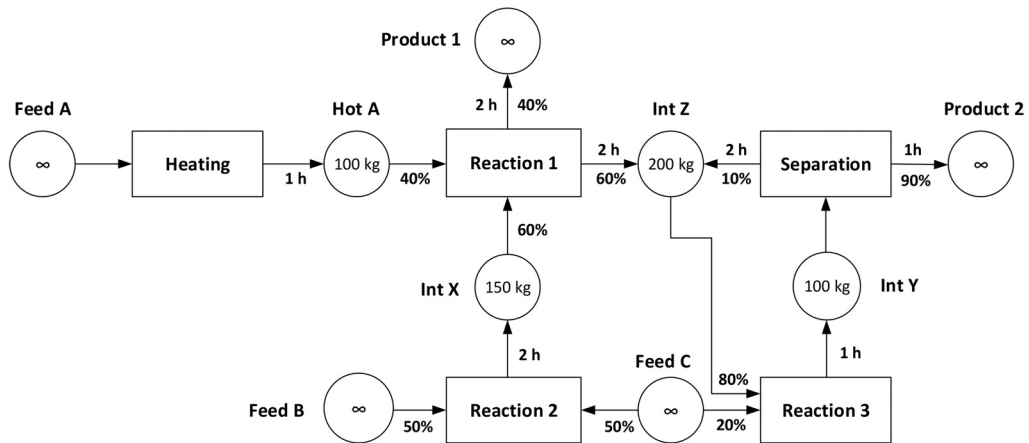 Product 1
∞
Feed A
Hot A
2 h
40%
Int Z
Product 2
∞
Heating
1 h
100 kg
40%
Reaction 1
2 h
60%
200 kg
2 h
10%
Separation
1h
90%
∞
60%
Int X
150 kg
100 kg
Int Y
2 h
Feed C
1 h
80%
Feed B
∞
50%
Reaction 2
50%
∞
20%
Reaction 3